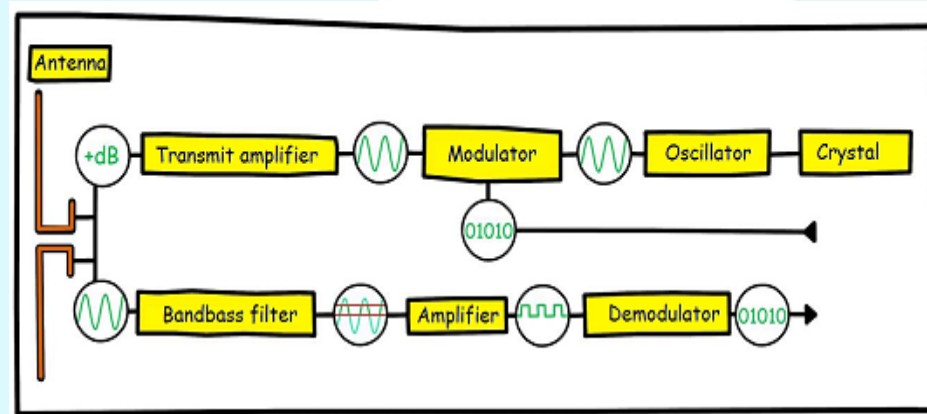 Antenna
+dB
Transmit amplifier
Modulator
Oscillator
Crystal
01010
Bandbass filter
Amplifier
Demodulator
01010